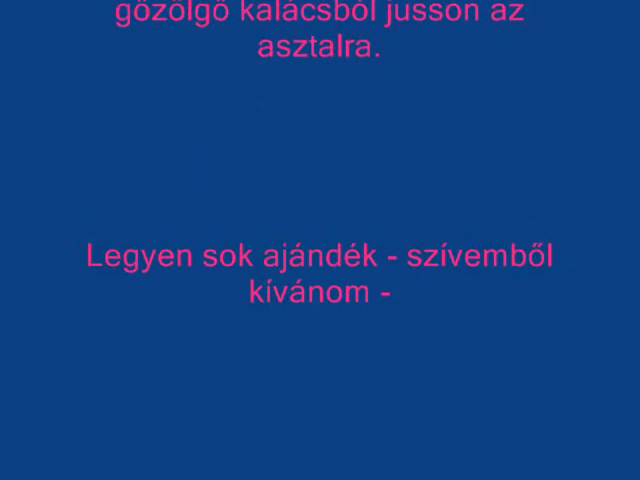 gőzölgő kalácsból jusson az
asztalra.
Legyen sok ajándék - szívemből
kívánom -